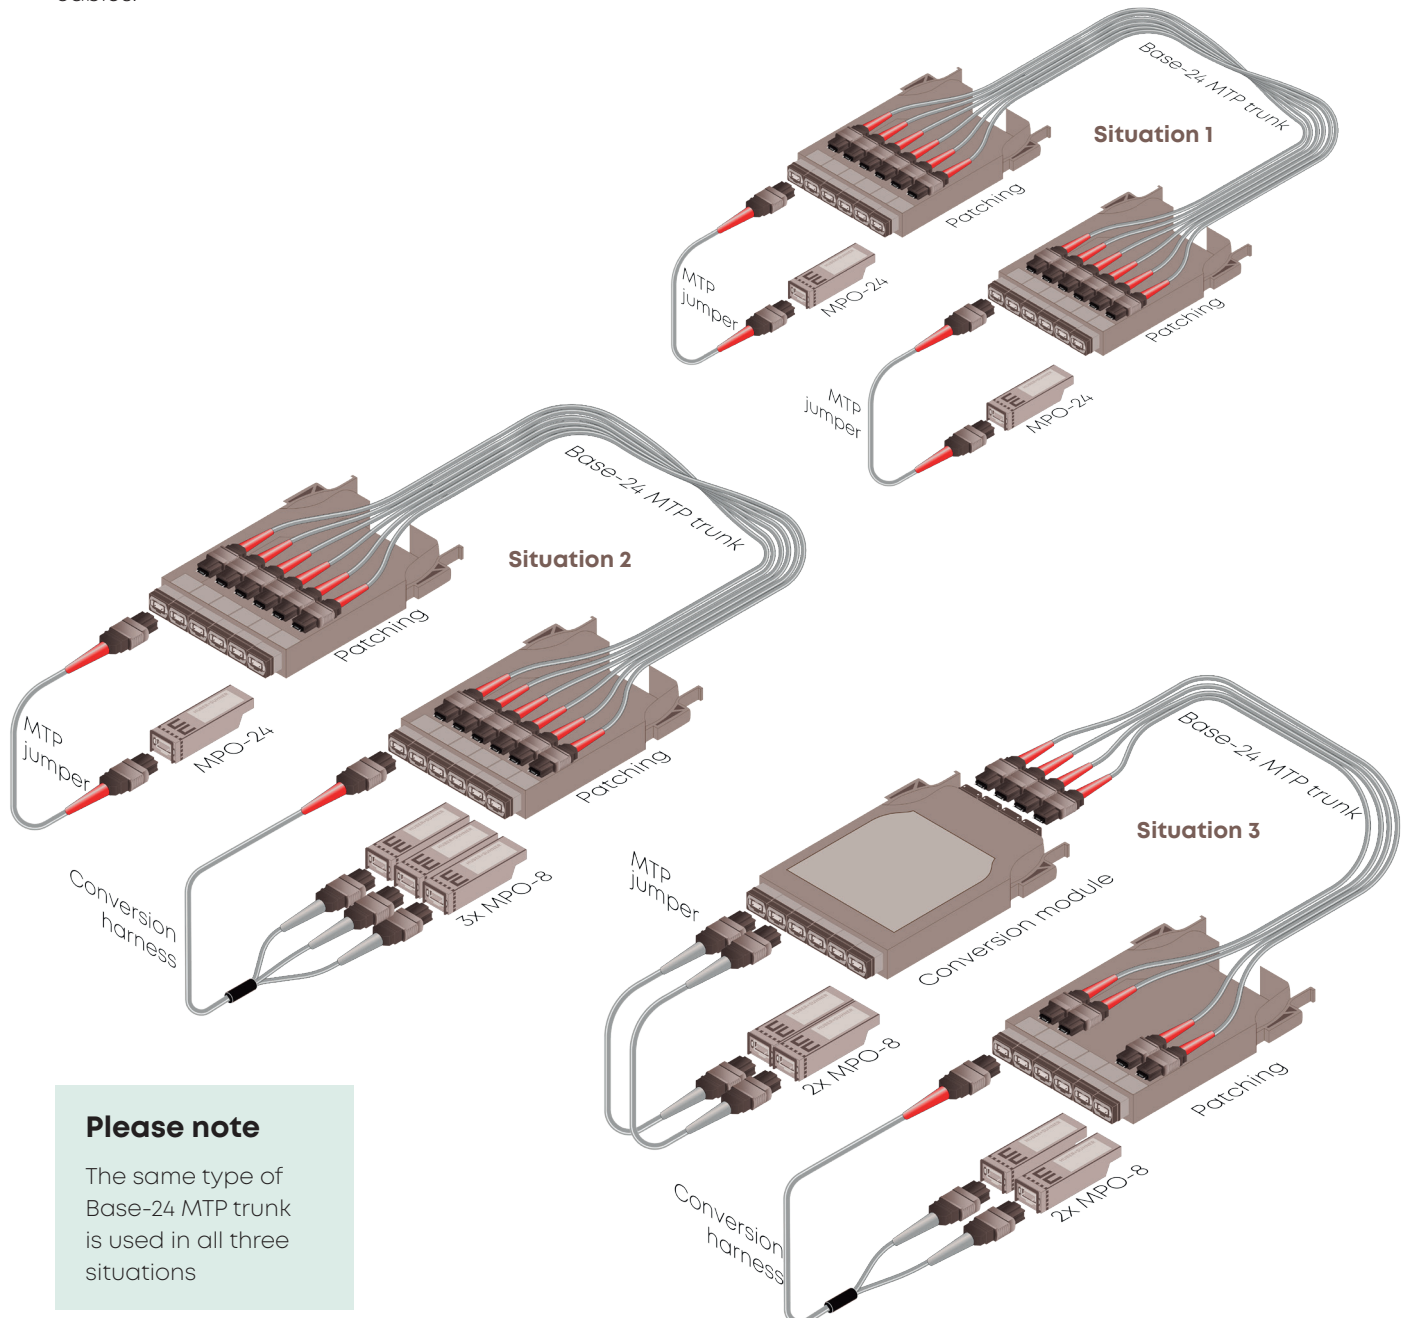 Base-24 MTP trunk
Situation 1
Patching
MTP
jumper
MPO-24
Patching
MTP
jumper
MPO-24
Base-24 MTP trunk
Situation 2
Patching
MTP
jumper
MPO-24
Patching
Conversion
harness
3x MPO-8
Base-24 MTP trunk
Situation 3
MTP
jumper
Conversion module
2x MPO-8
Patching
Conversion
harness
2x MPO-8
Please note
The same type of
Base-24 MTP trunk
is used in all three
situations